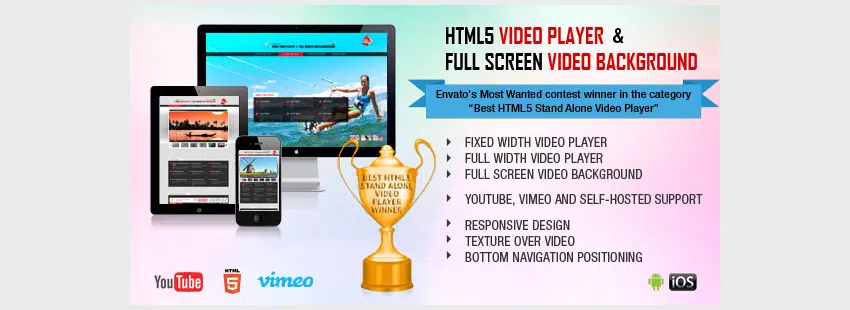 HTML5 VIDEO PLAYER &
FULL SCREEN VIDEO BACKGROUND
Envato's Most Wanted contest winner in the category
“Best HTML5 Stand Alone Video Player”
FIXED WIDTH VIDEO PLAYER
FULL WIDTH VIDEO PLAYER
FULL SCREEN VIDEO BACKGROUND
YOUTUBE, VIMEO AND SELF-HOSTED SUPPORT
RESPONSIVE DESIGN
TEXTURE OVER VIDEO
BOTTOM NAVIGATION POSITIONING
BEST HTML5
STAND ALONE
VIDEO
PLAYER
WINNER
YouTube
HTML
5
vimeo
iOS